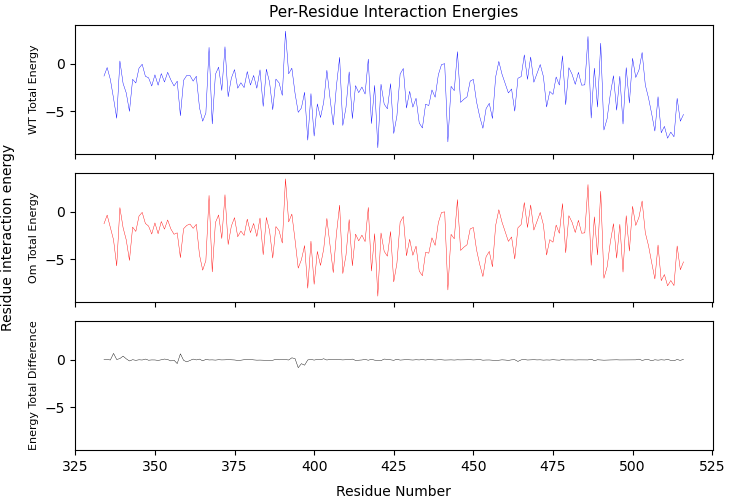 Per-Residue Interaction Energies
Residue interaction energy
WT Total Energy
0
−5
Om Total Energy
0
−5
Energy Total Difference
0
−5
325 350 375 400 425 450 475 500 525
Residue Number